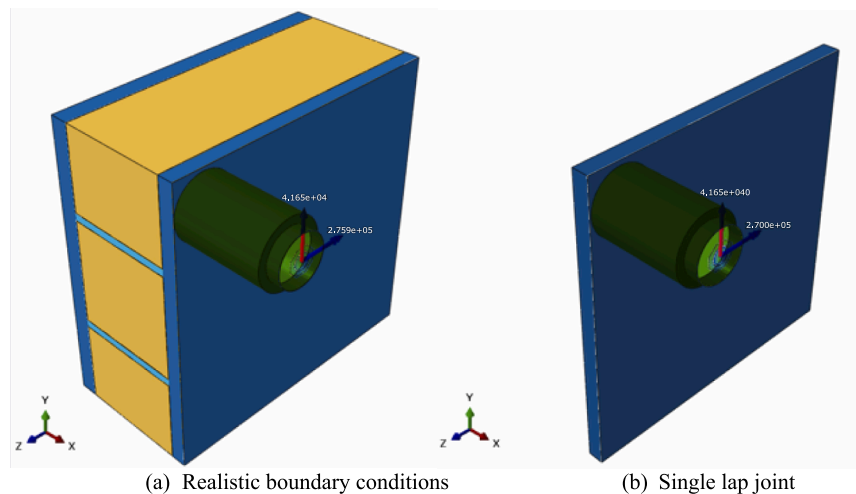 4.165e+04
2.759e+05
4.165e+040
2.700e+05
Y
Z
X
Y
Z
X
(a) Realistic boundary conditions
(b) Single lap joint